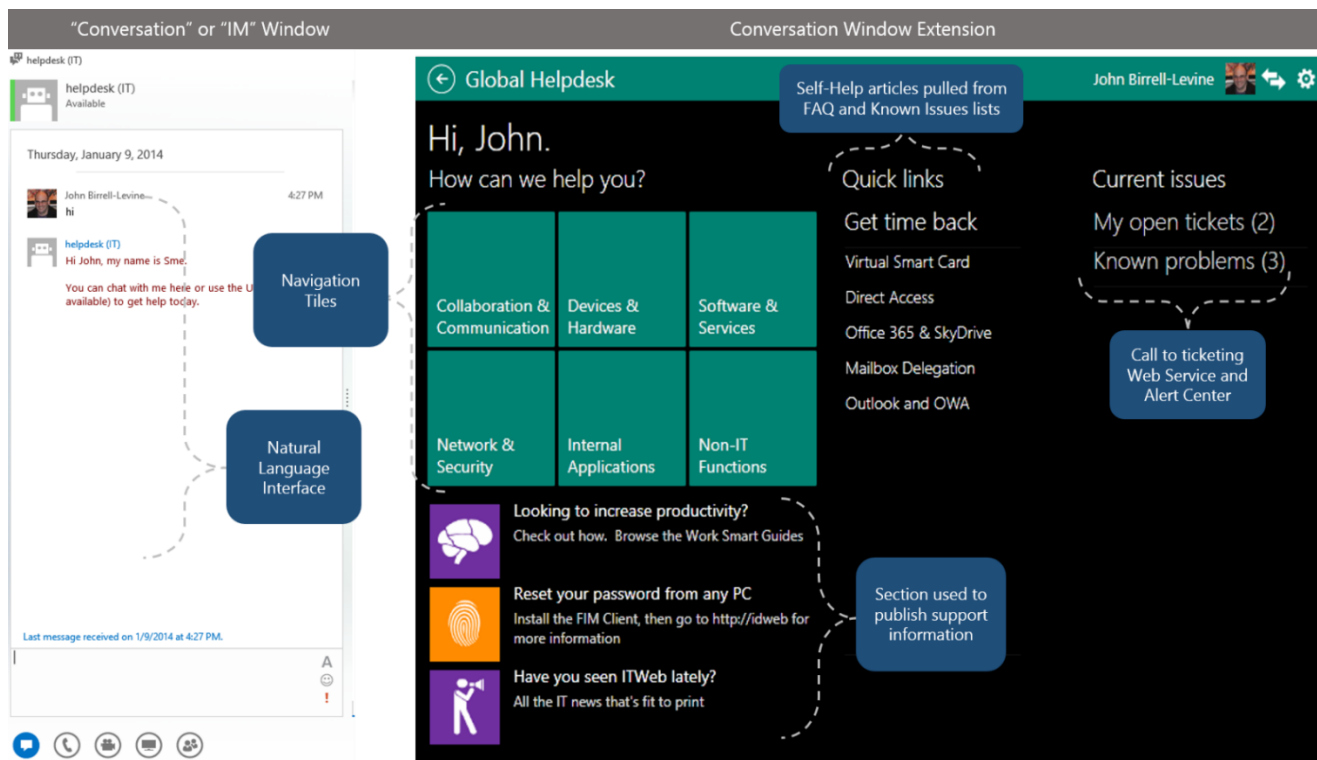 “Conversation” or “IM” Window
Conversation Window Extension
helpdesk (IT)
helpdesk (IT)
Available
Thursday, January 9, 2014
John Birrell-Levine
4:27 PM
hi
helpdesk (IT)
Hi John, my name is Sme.
You can chat with me here or use the U
available) to get help today.
Last message received on 1/9/2014 at 4:27 PM.
A
!
Navigation
Tiles
Natural
Language
Interface
Global Helpdesk
John Birrell-Levine
Self-Help articles pulled from
FAQ and Known Issues lists
Hi, John.
How can we help you?
Collaboration &
Communication
Devices &
Hardware
Software &
Services
Network &
Security
Internal
Applications
Non-IT
Functions
Looking to increase productivity?
Check out how. Browse the Work Smart Guides
Reset your password from any PC
Install the FIM Client, then go to http://idweb for
more information
Have you seen ITWeb lately?
All the IT news that's fit to print
Quick links
Get time back
Virtual Smart Card
Direct Access
Office 365 & SkyDrive
Mailbox Delegation
Outlook and OWA
Current issues
My open tickets (2)
Known problems (3)
Call to ticketing
Web Service and
Alert Center
Section used to
publish support
information